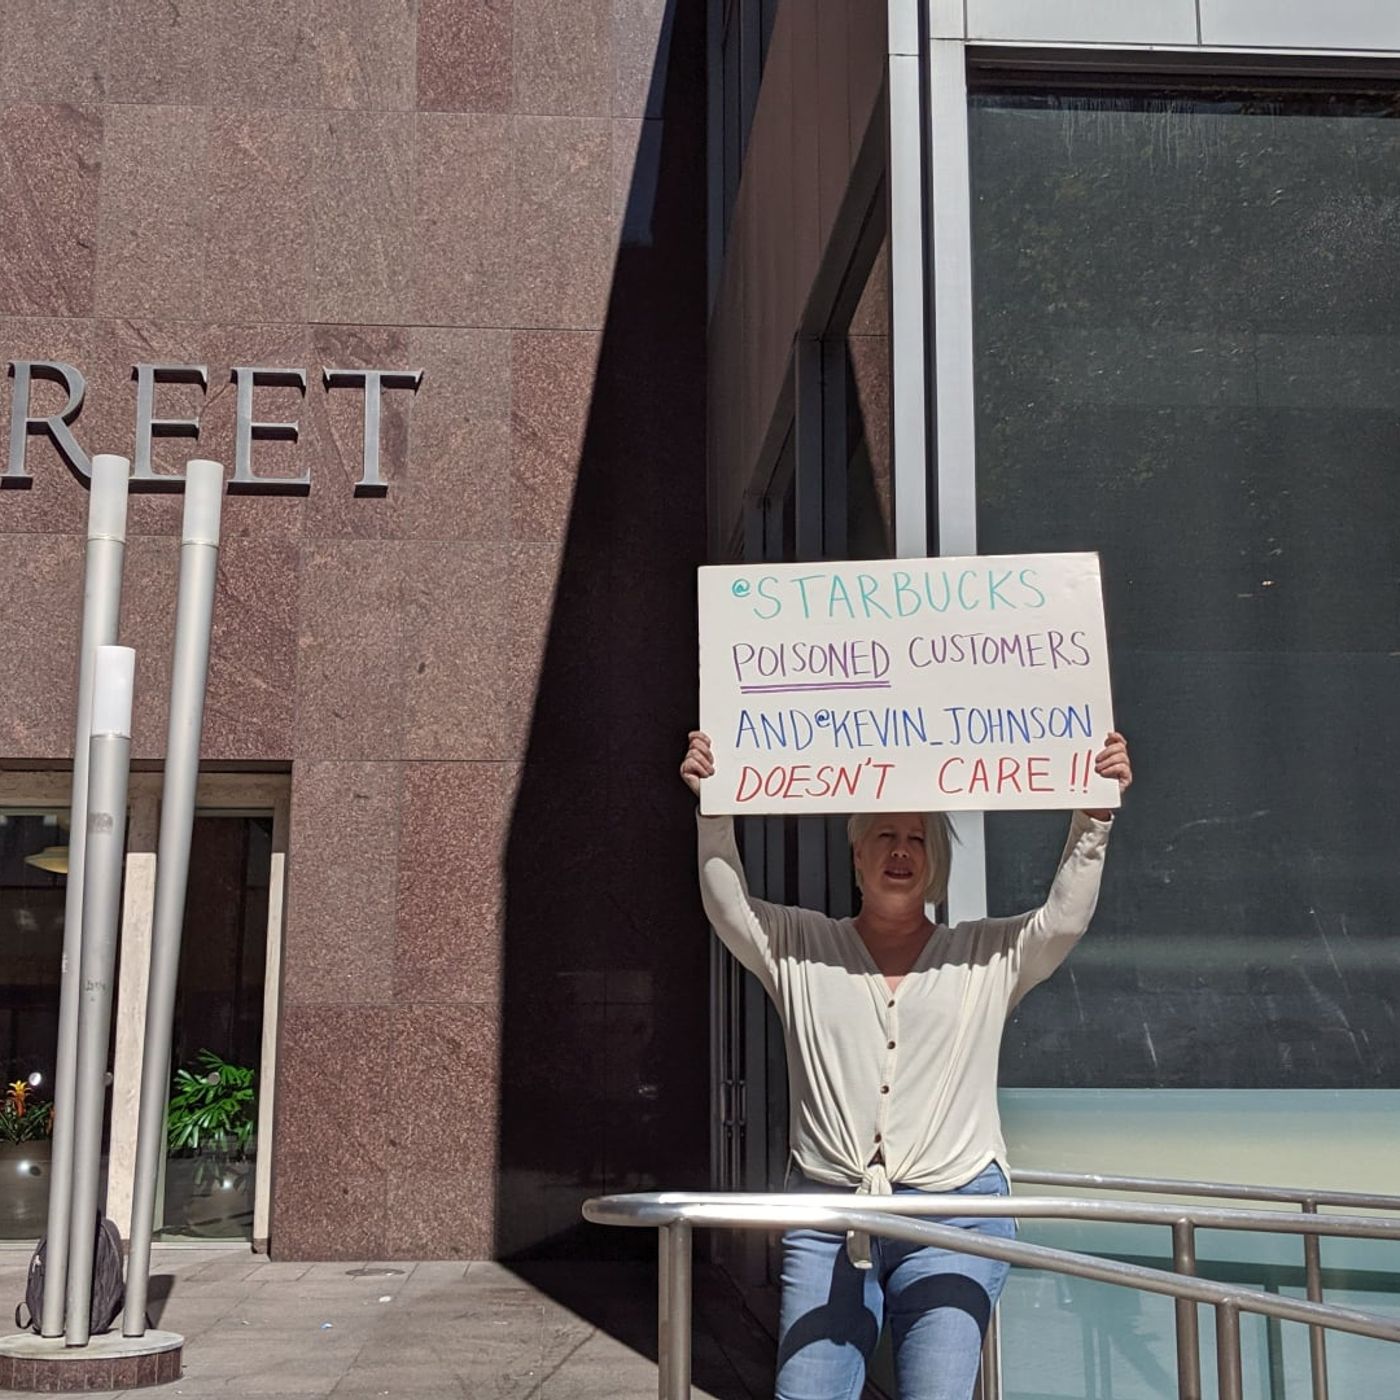 REET
@STARBUCKS
POISONED CUSTOMERS
AND@KEVIN_JOHNSON
DOESN'T CARE!!